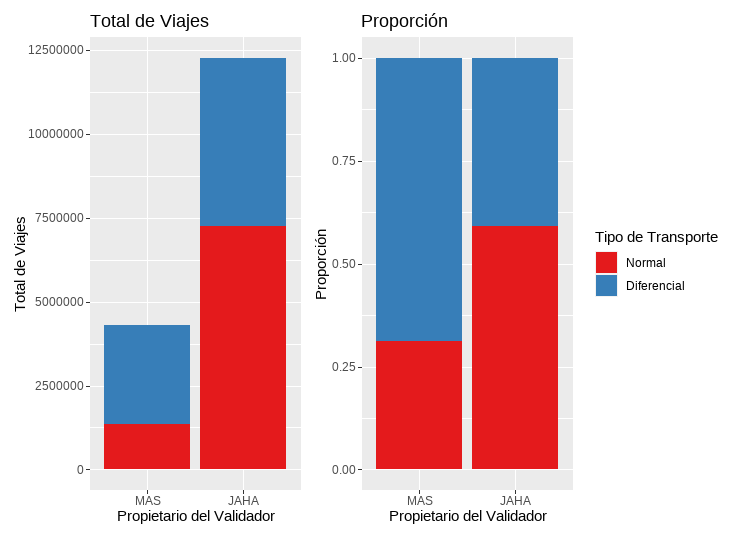 Total de Viajes
Proporción
12500000
10000000
7500000
5000000
2500000
0
Total de Viajes
MAS
JAHA
Propietario del Validador
1.00
0.75
0.50
0.25
0.00
Proporción
MAS
JAHA
Propietario del Validador
Tipo de Transporte
Normal
Diferencial